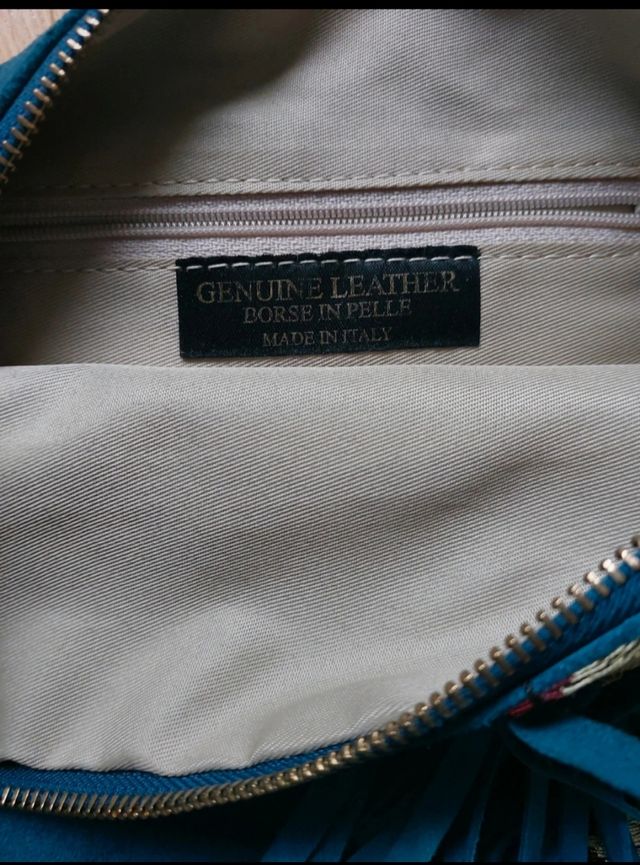 GENUINE LEATHER
BORSE IN PELLE
MADE IN ITALY